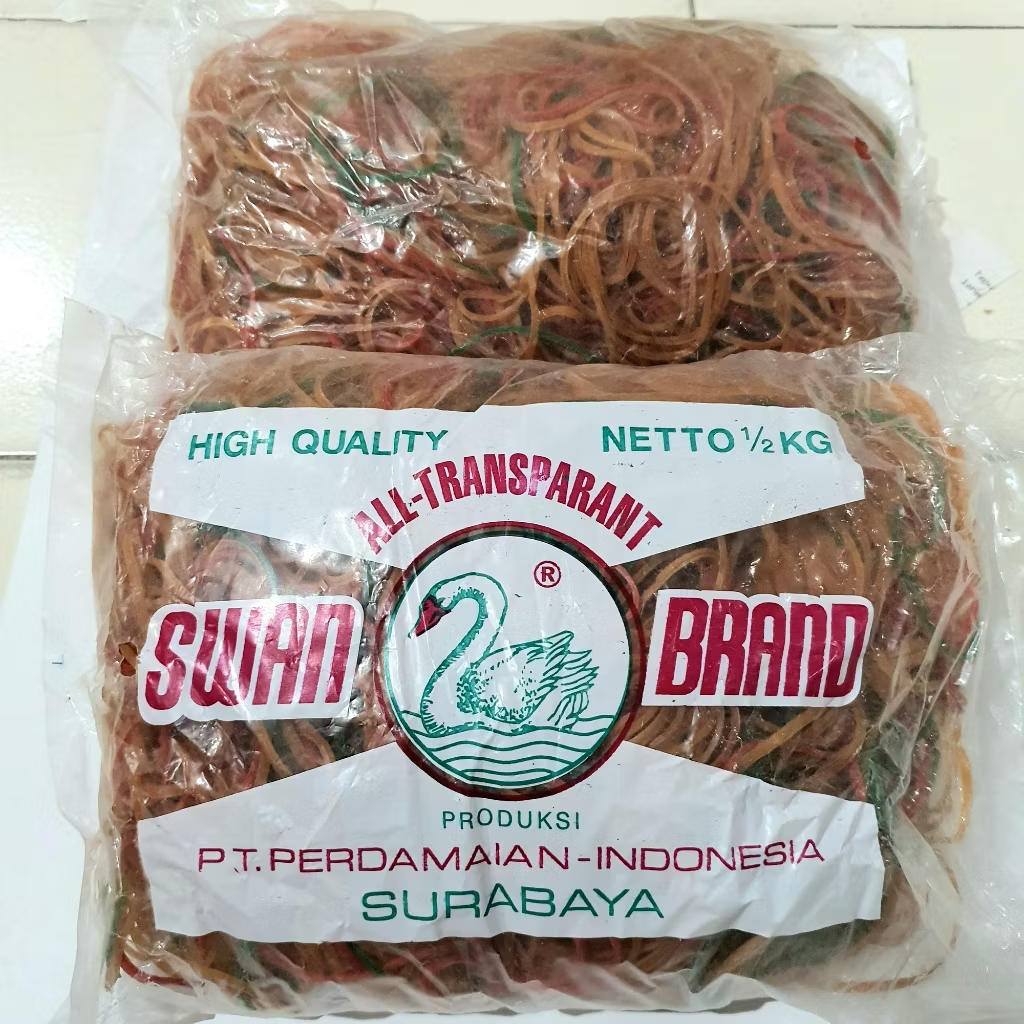 HIGH QUALITY NETTO ½ KG
ALL-TRANSPARANT
®
SWAN BRAND
PRODUKSI
P.T. PERDAMAIAN-INDONESIA
SURABAYA